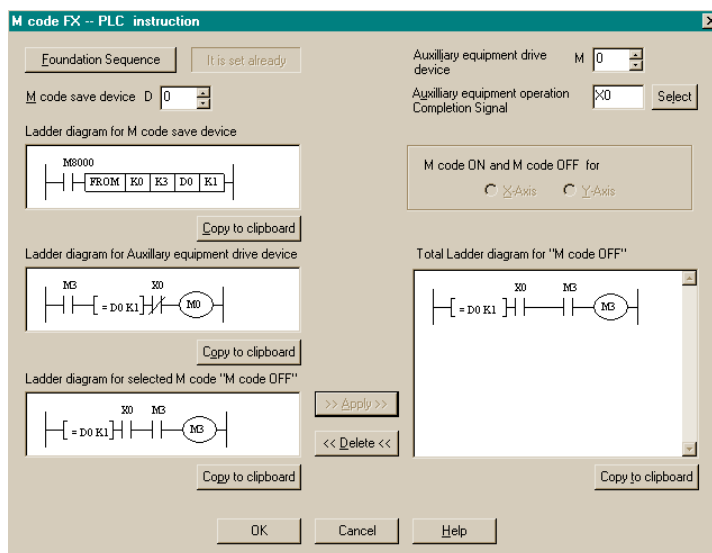 M code FX -- PLC instruction
Foundation Sequence
It is set already
M code save device D 0
Auxilliary equipment drive
device
M 0
Auxilliary equipment operation
Completion Signal
X0
Select
Ladder diagram for M code save device
M8000
FROM K0 K3 D0 K1
Copy to clipboard
M code ON and M code OFF for
X-Axis Y-Axis
Ladder diagram for Auxillary equipment drive device
M3 X0
[ = D0 K1 ] M0
Copy to clipboard
Ladder diagram for selected M code "M code OFF"
X0 M3
[ = D0 K1 ] M3
Copy to clipboard
>> Apply >>
<< Delete <<
Total Ladder diagram for "M code OFF"
X0 M3
[ = D0 K1 ] M3
Copy to clipboard
OK Cancel Help